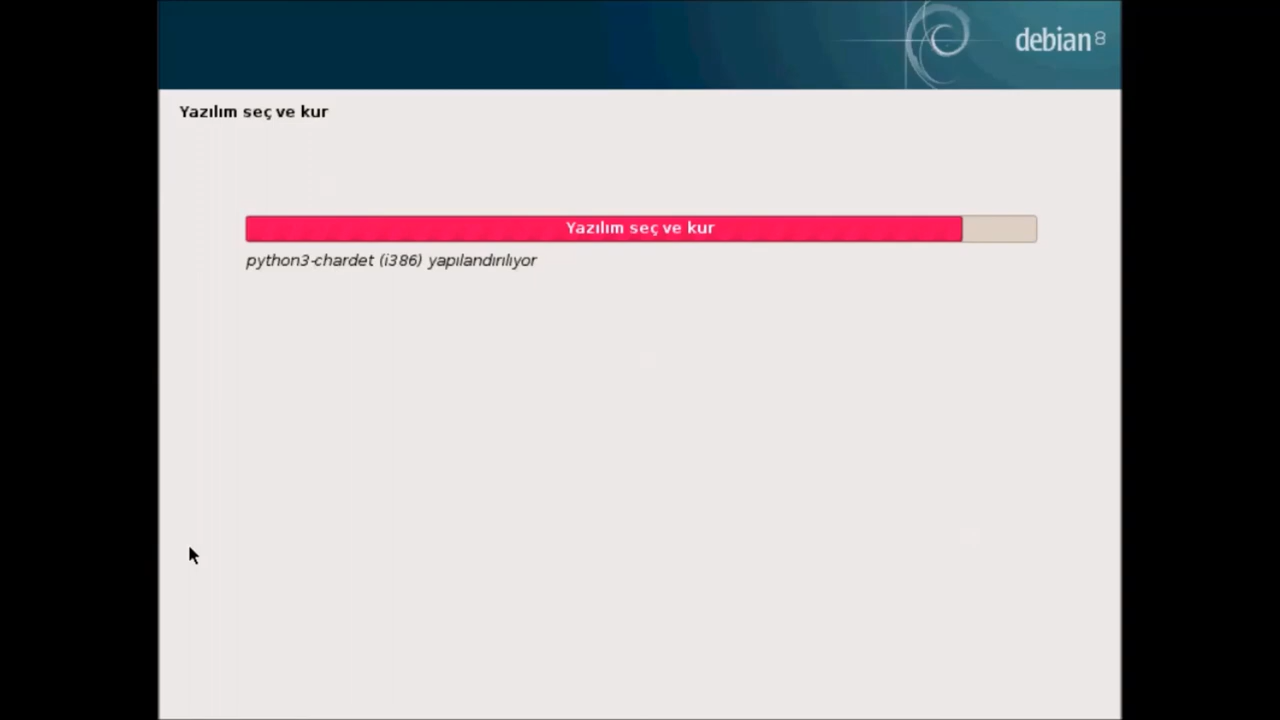 debian 8
Yazılım seç ve kur
Yazılım seç ve kur
python3-chardet (i386) yapılandırılıyor